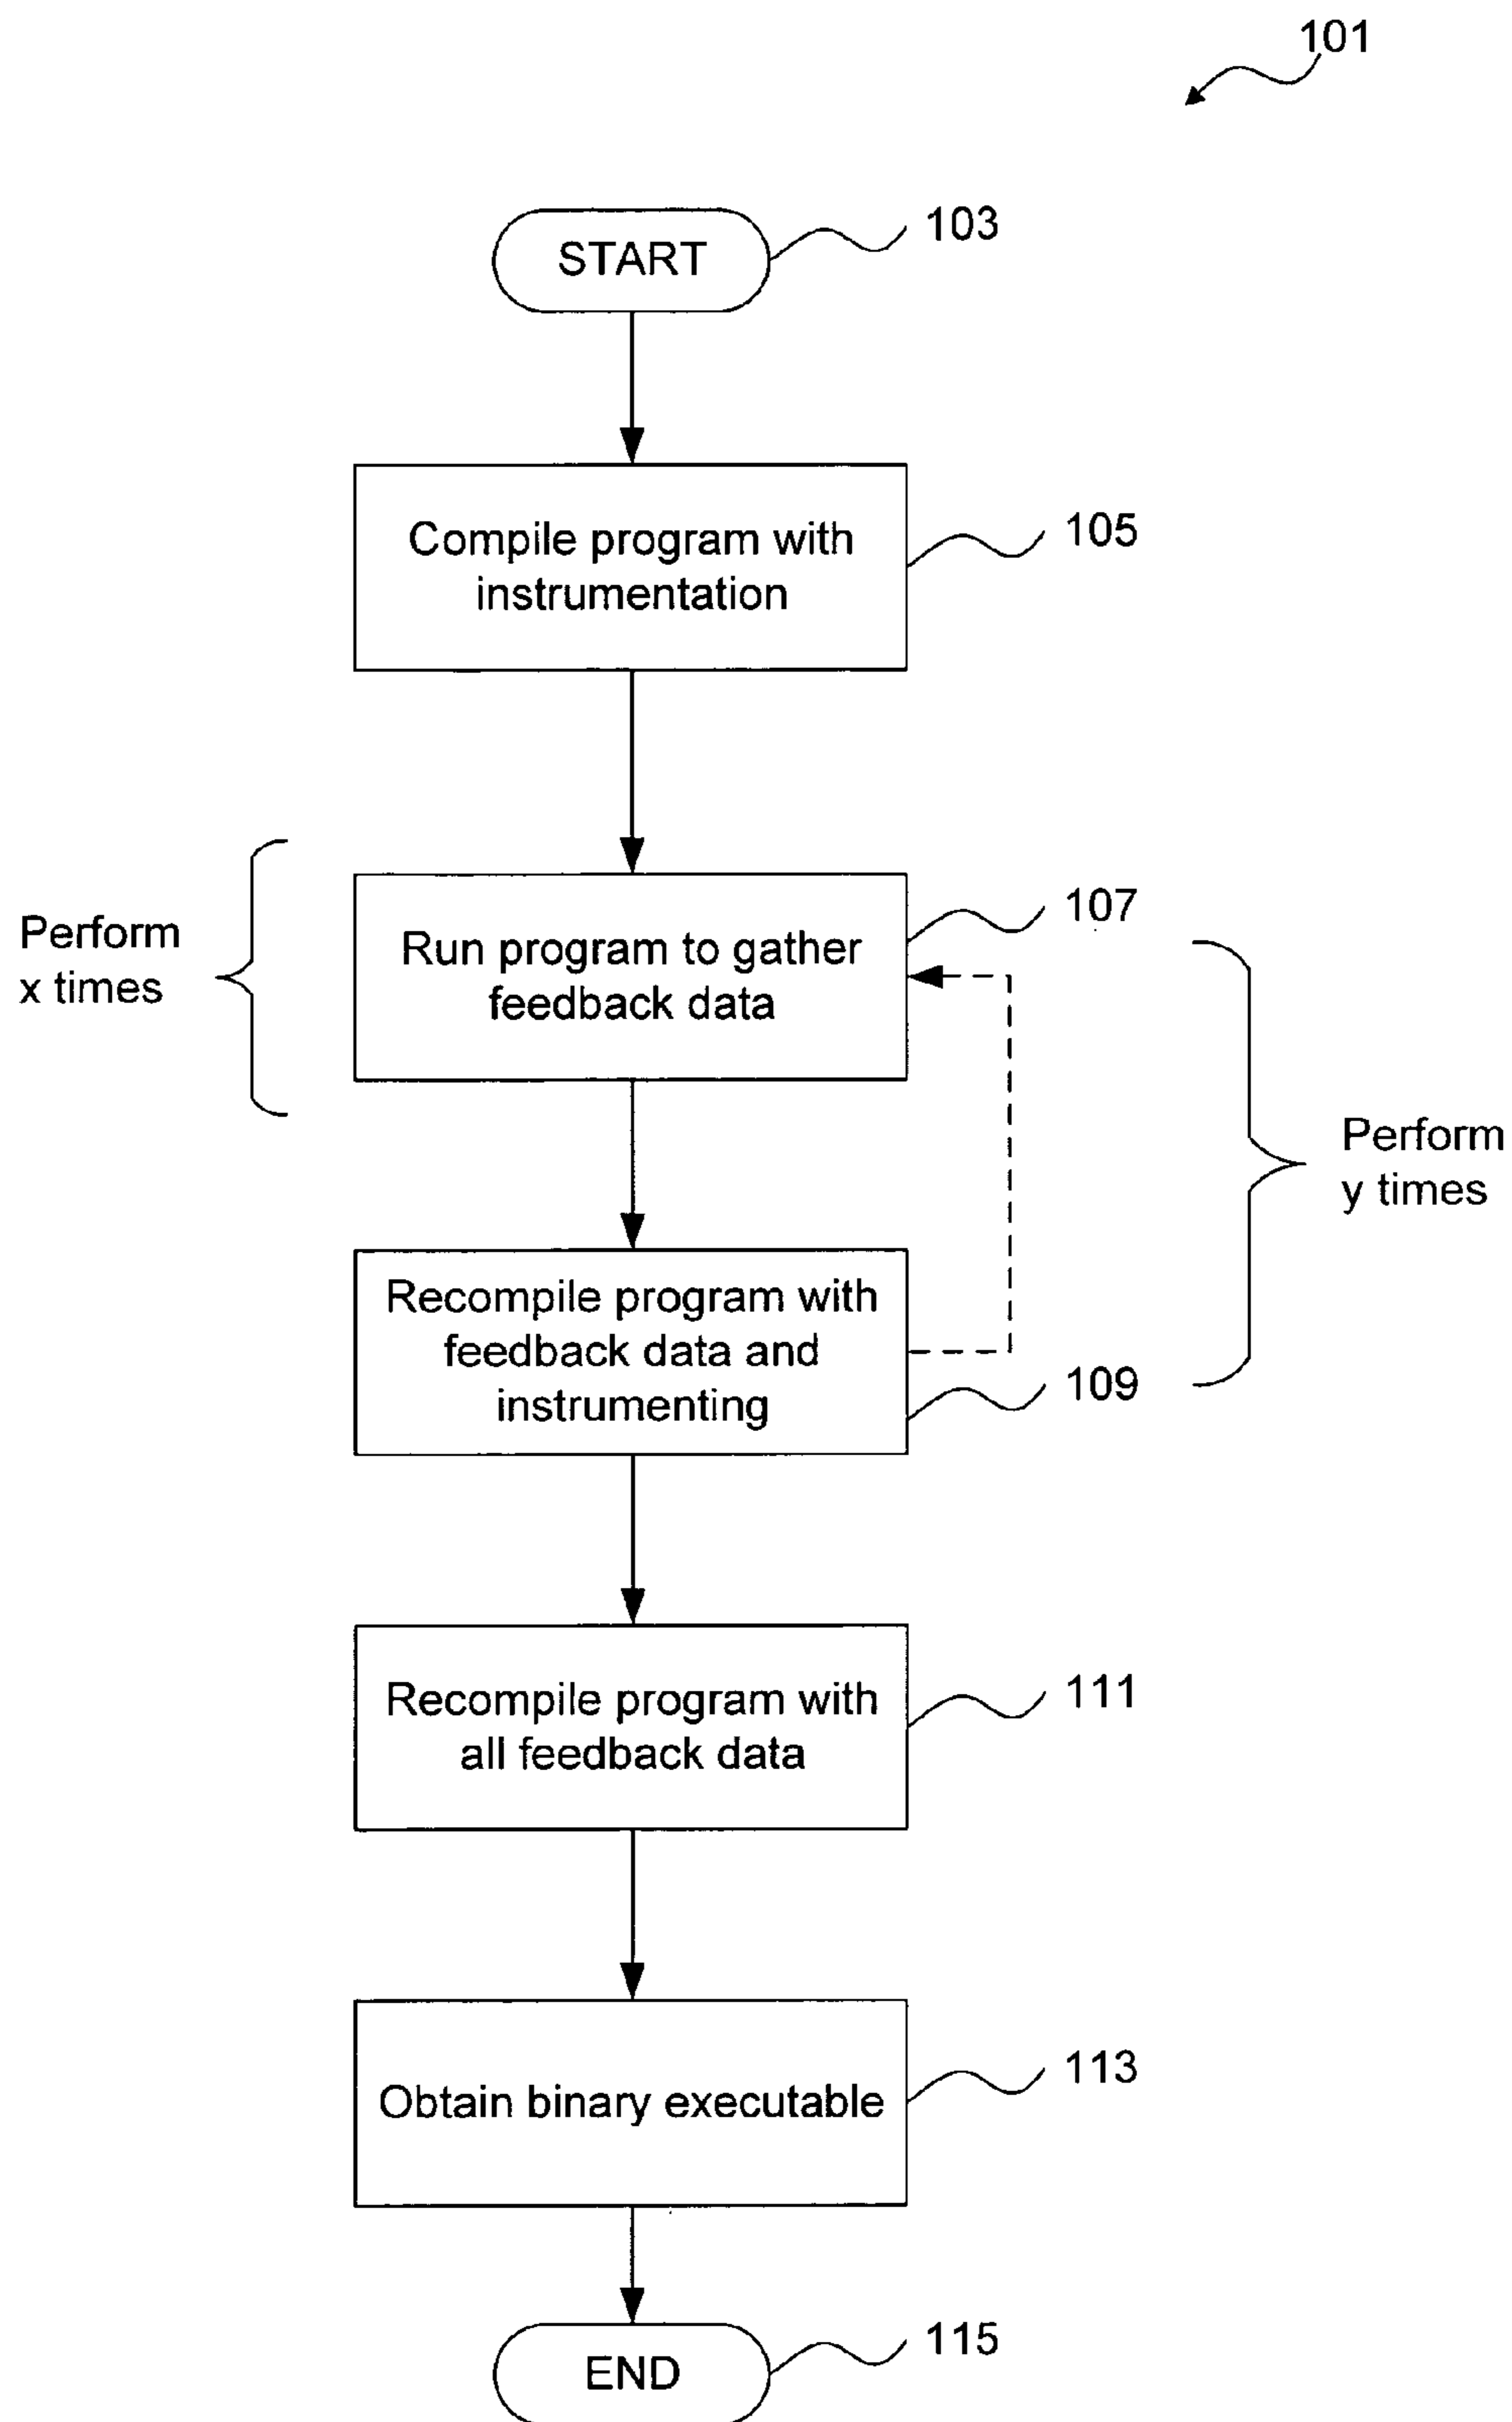 101
START
103
Compile program with
instrumentation
105
Perform
x times
Run program to gather
feedback data
107
Perform
y times
Recompile program with
feedback data and
instrumenting
109
Recompile program with
all feedback data
111
Obtain binary executable
113
END
115